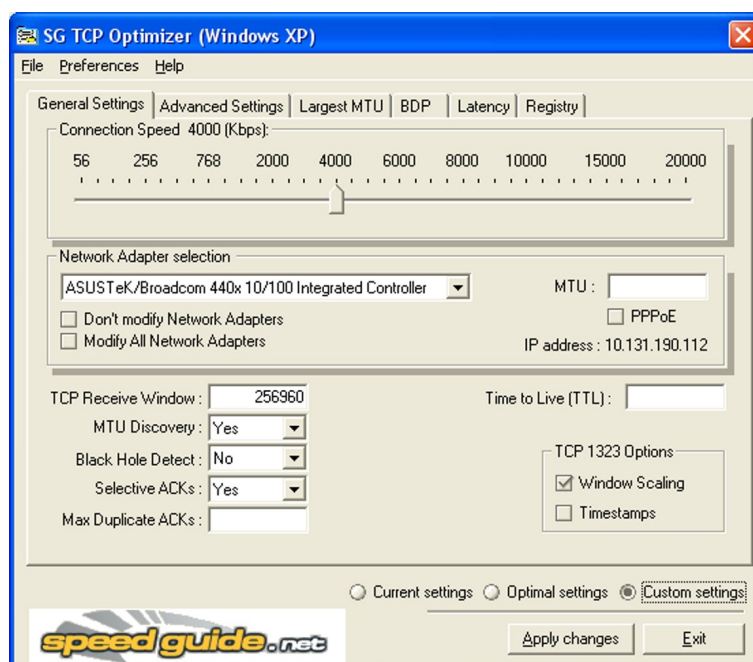 SG TCP Optimizer (Windows XP)
File Preferences Help
General Settings Advanced Settings Largest MTU BDP Latency Registry
Connection Speed 4000 (Kbps):
56 256 768 2000 4000 6000 8000 10000 15000 20000
Network Adapter selection
ASUSTeK/Broadcom 440x 10/100 Integrated Controller MTU :
Don't modify Network Adapters PPPoE
Modify All Network Adapters IP address : 10.131.190.112
TCP Receive Window : 256960 Time to Live (TTL) :
MTU Discovery : Yes
Black Hole Detect : No TCP 1323 Options
Selective ACKs : Yes Window Scaling
Max Duplicate ACKs : Timestamps
Current settings Optimal settings Custom settings
speedguide.net Apply changes Exit